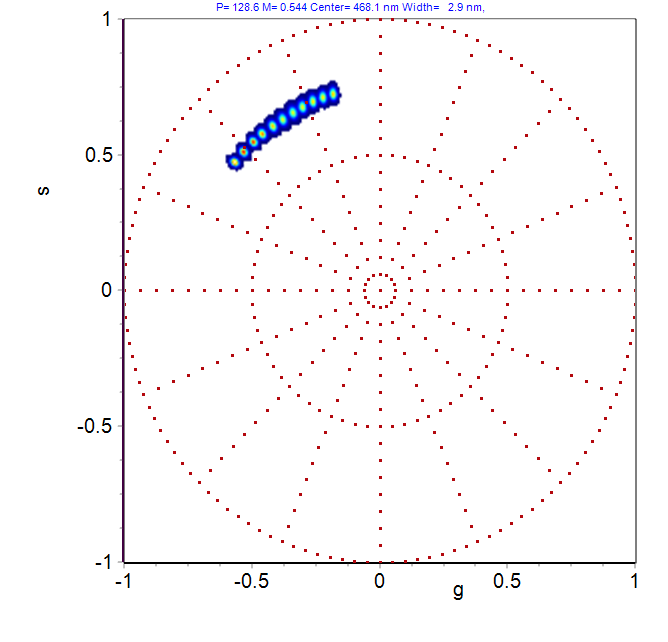 P= 128.6 M= 0.544 Center= 468.1 nm Width=   2.9 nm,
1
0.5
s
0
-0.5
-1
-1 -0.5 0 0.5 1
g